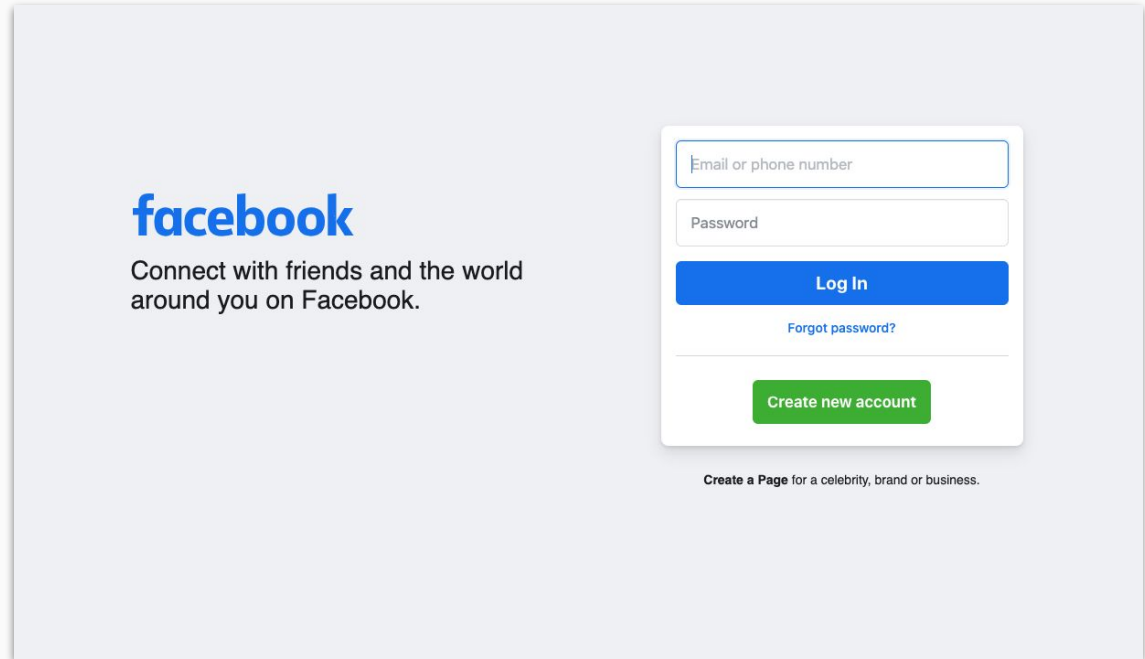 facebook
Connect with friends and the world
around you on Facebook.
Email or phone number
Password
Log In
Forgot password?
Create new account
Create a Page for a celebrity, brand or business.